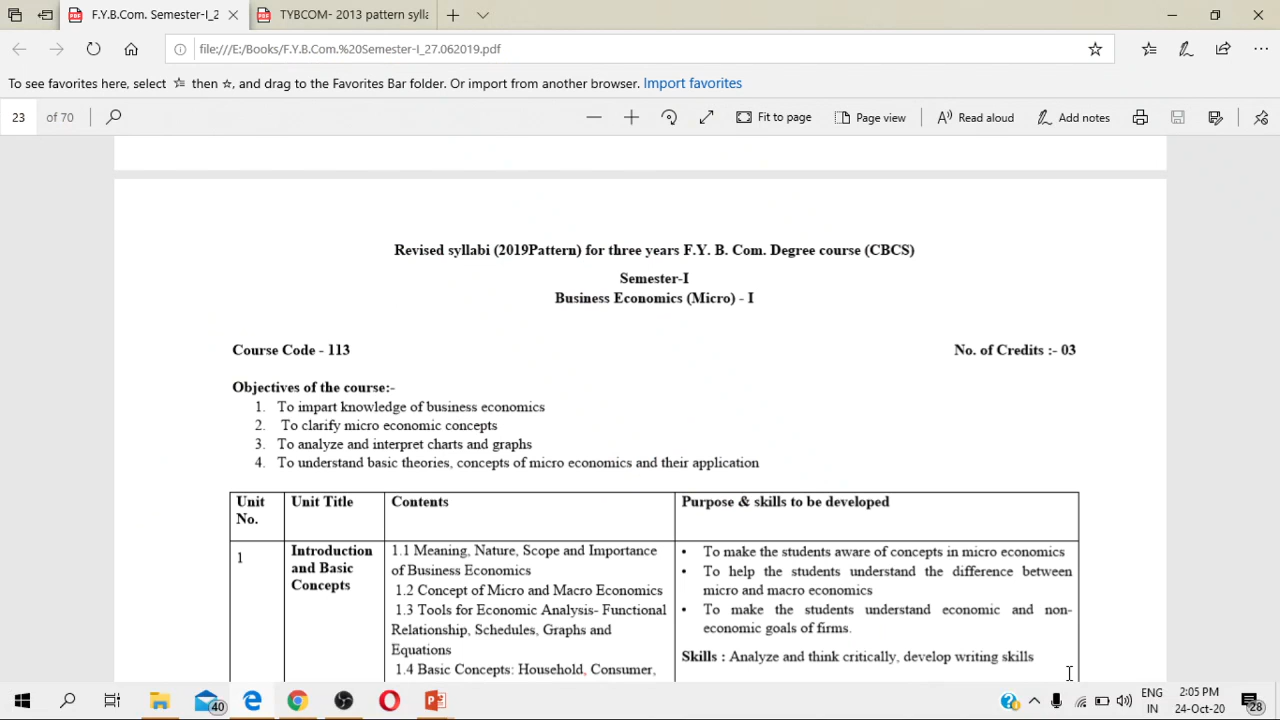 F.Y.B.Com. Semester-I_2
TYBCOM- 2013 pattern sylla
file:///E:/Books/F.Y.B.Com.%20Semester-I_27.062019.pdf
To see favorites here, select then , and drag to the Favorites Bar folder. Or import from another browser. Import favorites
23 of 70
Fit to page
Page view
Read aloud
Add notes
Revised syllabi (2019Pattern) for three years F.Y. B. Com. Degree course (CBCS)
Semester-I
Business Economics (Micro) - I
Course Code - 113
No. of Credits :- 03
Objectives of the course:-
1. To impart knowledge of business economics
2. To clarify micro economic concepts
3. To analyze and interpret charts and graphs
4. To understand basic theories, concepts of micro economics and their application
Unit No.
Unit Title
Contents
Purpose & skills to be developed
1
Introduction
and Basic
Concepts
1.1 Meaning, Nature, Scope and Importance
of Business Economics
1.2 Concept of Micro and Macro Economics
1.3 Tools for Economic Analysis- Functional
Relationship, Schedules, Graphs and
Equations
1.4 Basic Concepts: Household, Consumer,
• To make the students aware of concepts in micro economics
• To help the students understand the difference between
micro and macro economics
• To make the students understand economic and non-
economic goals of firms.
Skills : Analyze and think critically, develop writing skills
40
ENG
IN
2:05 PM
24-Oct-20
28